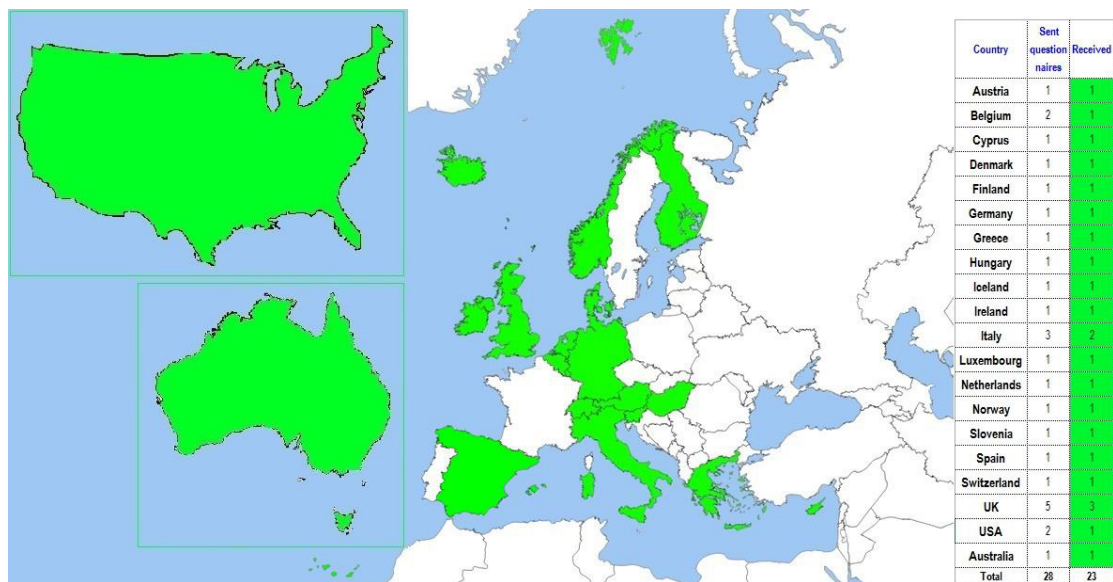 Country Sent question naires Received
Austria 1 1
Belgium 2 1
Cyprus 1 1
Denmark 1 1
Finland 1 1
Germany 1 1
Greece 1 1
Hungary 1 1
Iceland 1 1
Ireland 1 1
Italy 3 2
Luxembourg 1 1
Netherlands 1 1
Norway 1 1
Slovenia 1 1
Spain 1 1
Switzerland 1 1
UK 5 3
USA 2 1
Australia 1 1
Total 28 23